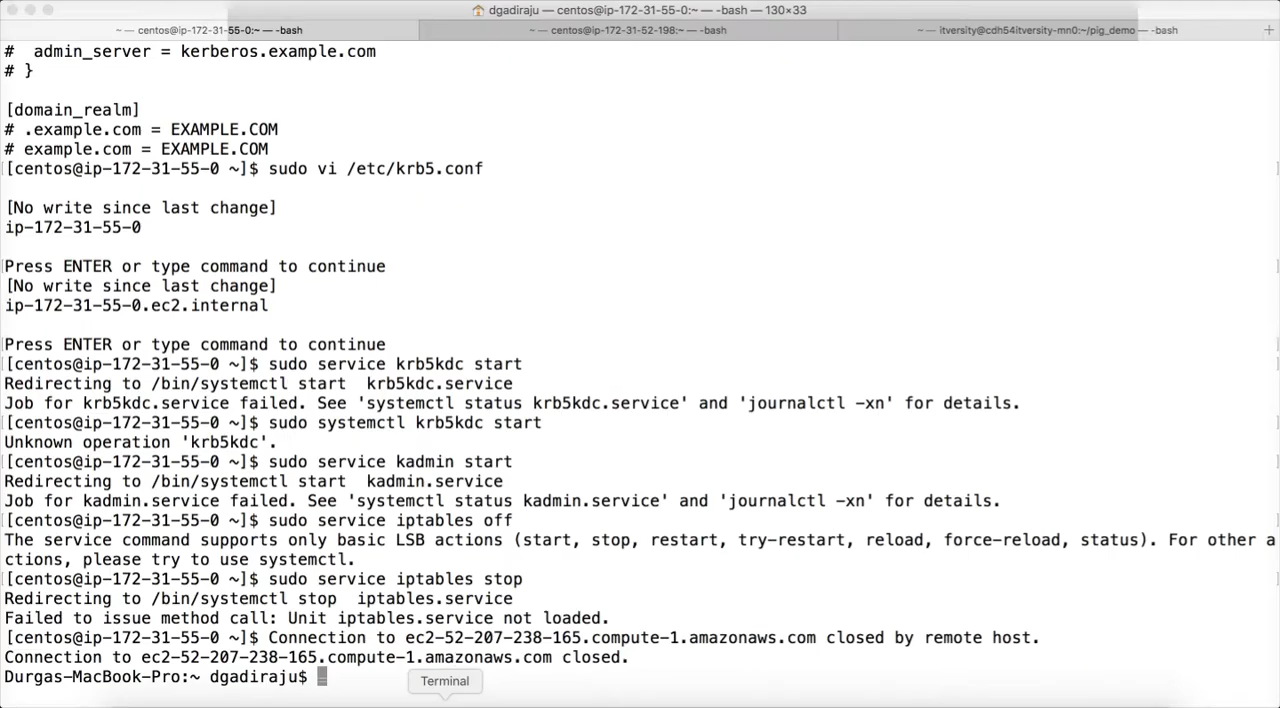 dgadiraju — centos@ip-172-31-55-0:~ — -bash — 130×33
~ — centos@ip-172-31-55-0:~ — -bash
~ — centos@ip-172-31-52-198:~ — -bash
~ — itversity@cdh54itversity-mn0:~/pig_demo — -bash
#  admin_server = kerberos.example.com
# }
[domain_realm]
# .example.com = EXAMPLE.COM
# example.com = EXAMPLE.COM
[centos@ip-172-31-55-0 ~]$ sudo vi /etc/krb5.conf
[No write since last change]
ip-172-31-55-0
Press ENTER or type command to continue
[No write since last change]
ip-172-31-55-0.ec2.internal
Press ENTER or type command to continue
[centos@ip-172-31-55-0 ~]$ sudo service krb5kdc start
Redirecting to /bin/systemctl start  krb5kdc.service
Job for krb5kdc.service failed. See 'systemctl status krb5kdc.service' and 'journalctl -xn' for details.
[centos@ip-172-31-55-0 ~]$ sudo systemctl krb5kdc start
Unknown operation 'krb5kdc'.
[centos@ip-172-31-55-0 ~]$ sudo service kadmin start
Redirecting to /bin/systemctl start  kadmin.service
Job for kadmin.service failed. See 'systemctl status kadmin.service' and 'journalctl -xn' for details.
[centos@ip-172-31-55-0 ~]$ sudo service iptables off
The service command supports only basic LSB actions (start, stop, restart, try-restart, reload, force-reload, status). For other a
ctions, please try to use systemctl.
[centos@ip-172-31-55-0 ~]$ sudo service iptables stop
Redirecting to /bin/systemctl stop  iptables.service
Failed to issue method call: Unit iptables.service not loaded.
[centos@ip-172-31-55-0 ~]$ Connection to ec2-52-207-238-165.compute-1.amazonaws.com closed by remote host.
Connection to ec2-52-207-238-165.compute-1.amazonaws.com closed.
Durgas-MacBook-Pro:~ dgadiraju$
Terminal